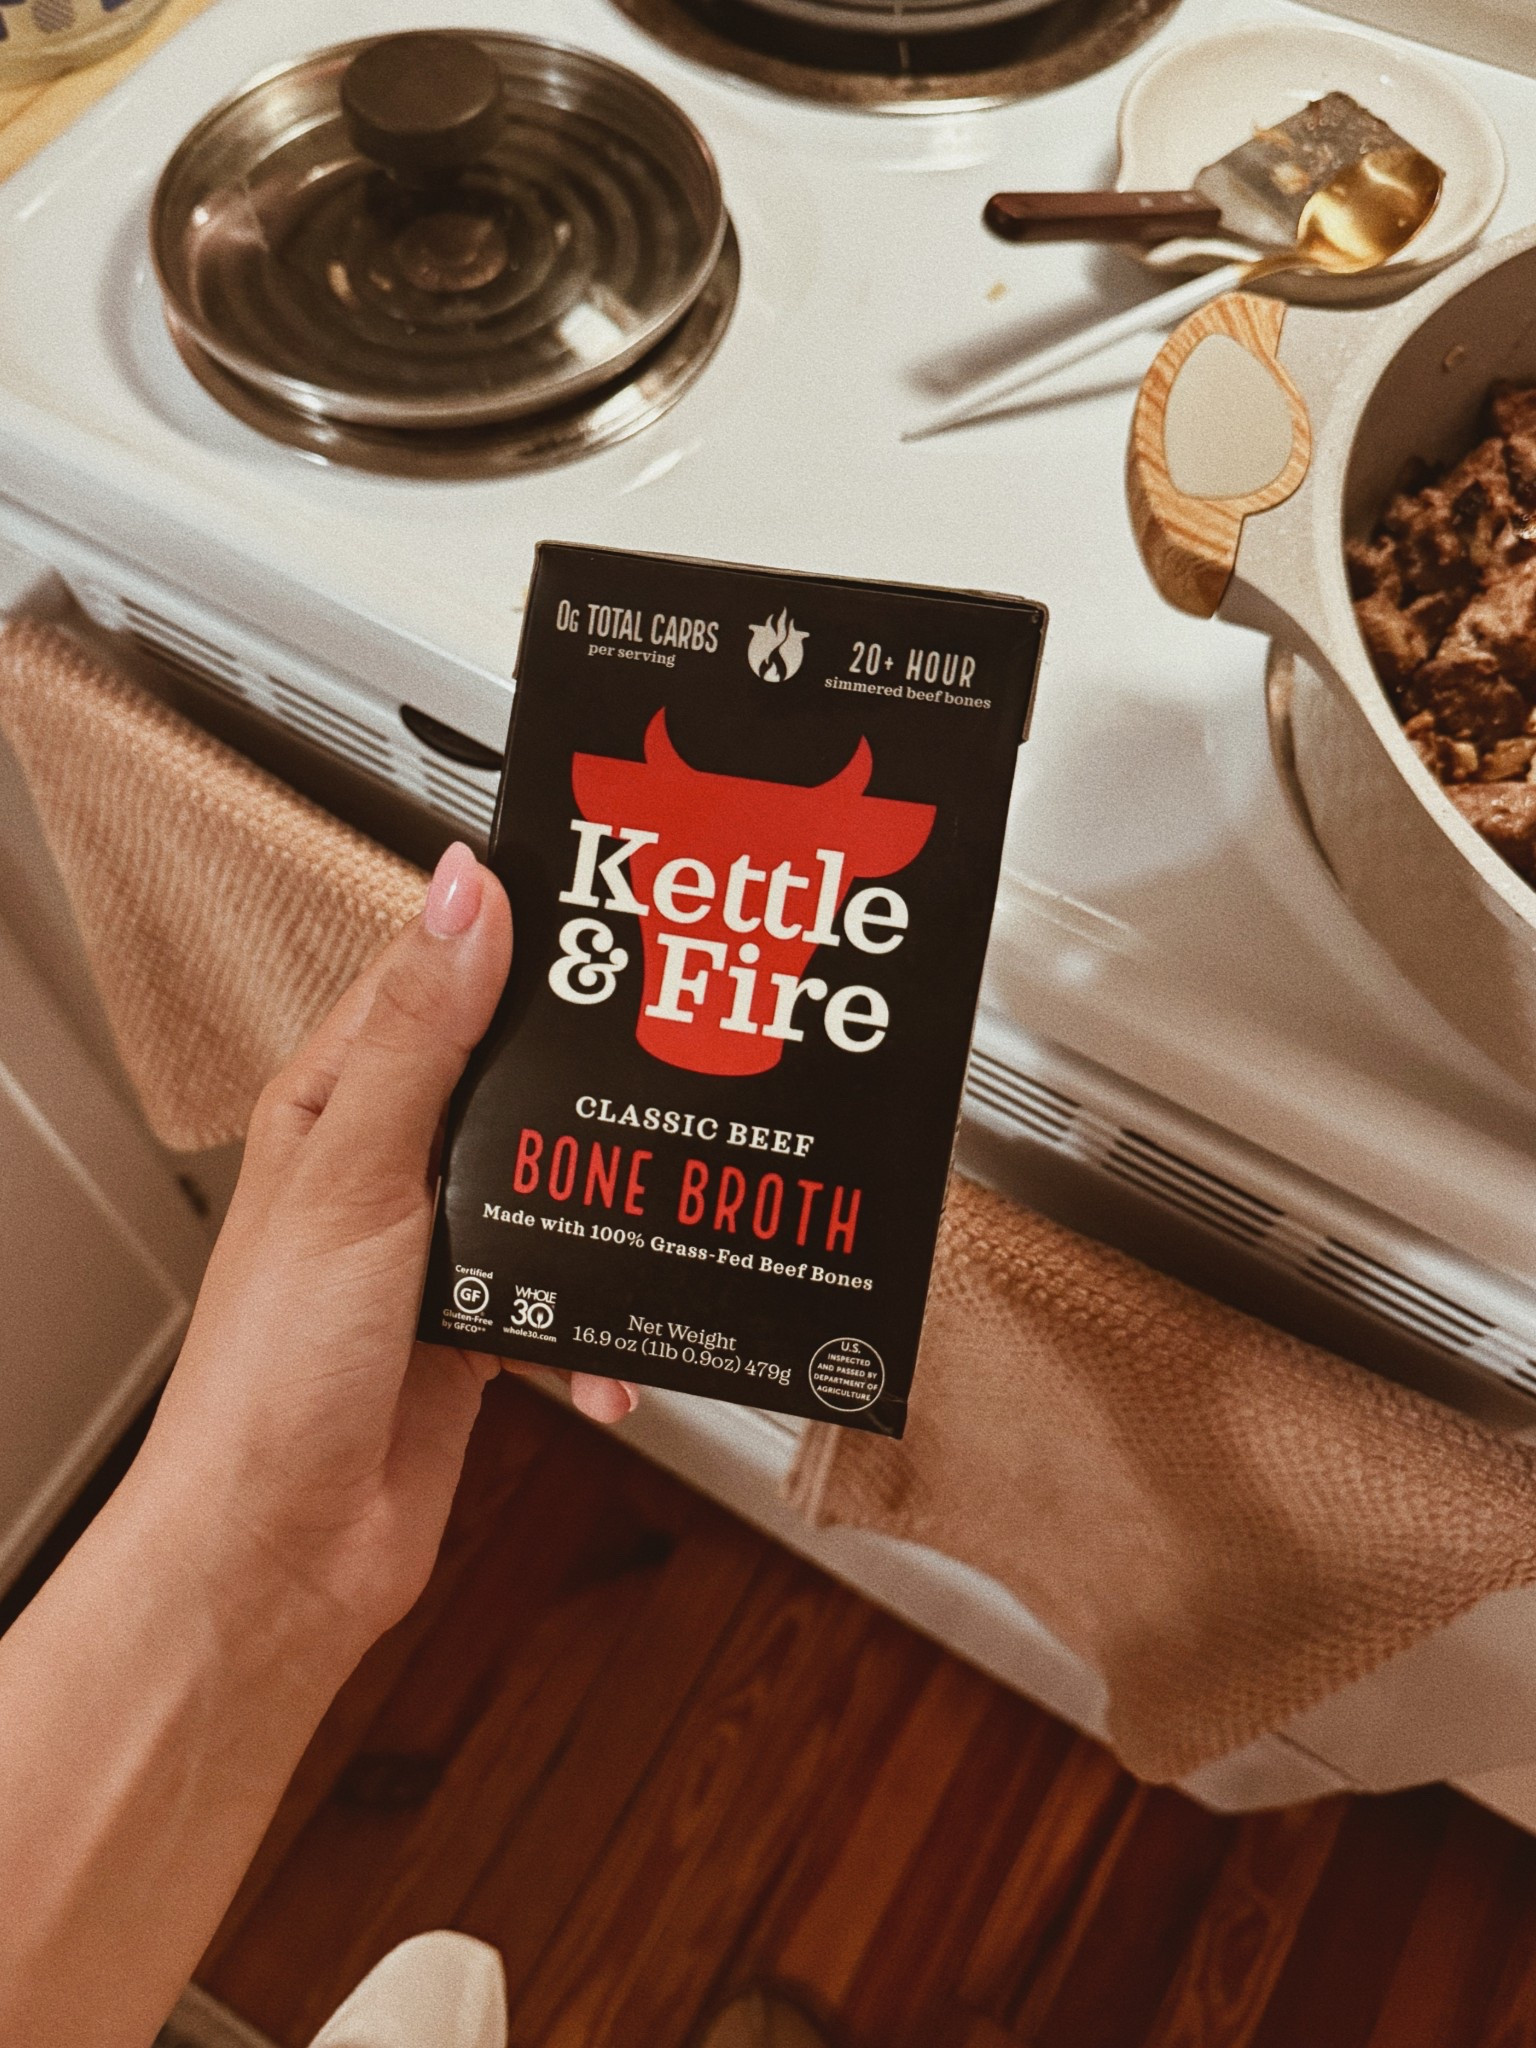 0G TOTAL CARBS
per serving
20+ HOUR
simmered beef bones
Kettle
& Fire
CLASSIC BEEF
BONE BROTH
Made with 100% Grass-Fed Beef Bones
Certified
GF
Gluten-Free
by GFCO**
WHOLE
30
whole30.com
Net Weight
16.9 oz (1lb 0.9oz) 479g
U.S.
INSPECTED
AND PASSED BY
DEPARTMENT OF
AGRICULTURE